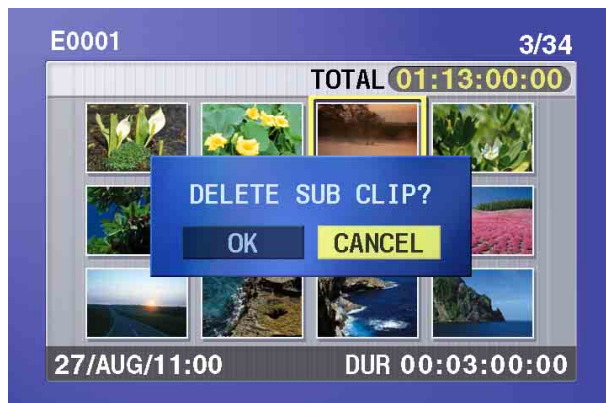 E0001 3/34
TOTAL 01:13:00:00
DELETE SUB CLIP?
OK CANCEL
27/AUG/11:00 DUR 00:03:00:00